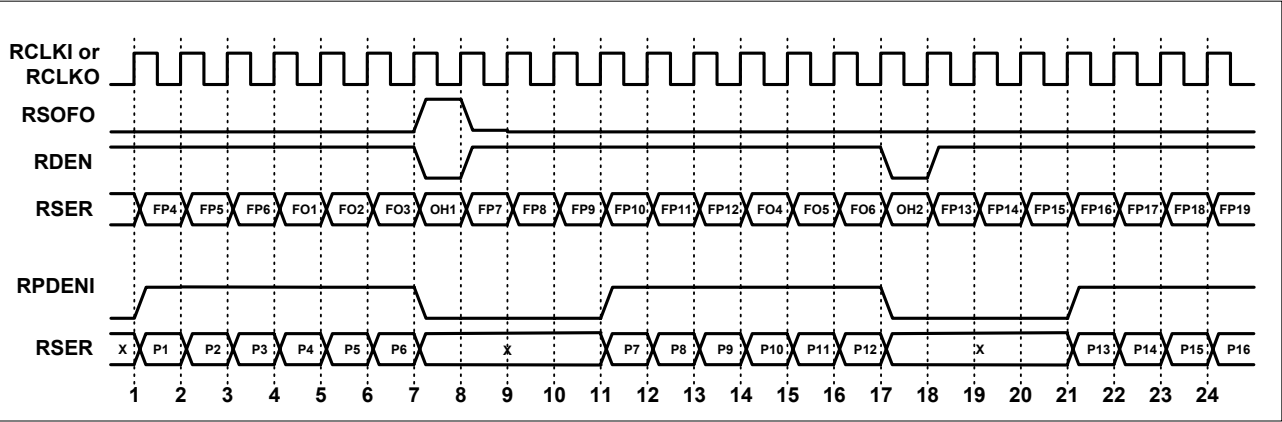 RCLKI or
RCLKO
RSOFO
RDEN
RSER FP4 FP5 FP6 FO1 FO2 FO3 OH1 FP7 FP8 FP9 FP10 FP11 FP12 FO4 FO5 FO6 OH2 FP13 FP14 FP15 FP16 FP17 FP18 FP19
RPDENI
RSER X P1 P2 P3 P4 P5 P6 X P7 P8 P9 P10 P11 P12 X P13 P14 P15 P16
1 2 3 4 5 6 7 8 9 10 11 12 13 14 15 16 17 18 19 20 21 22 23 24